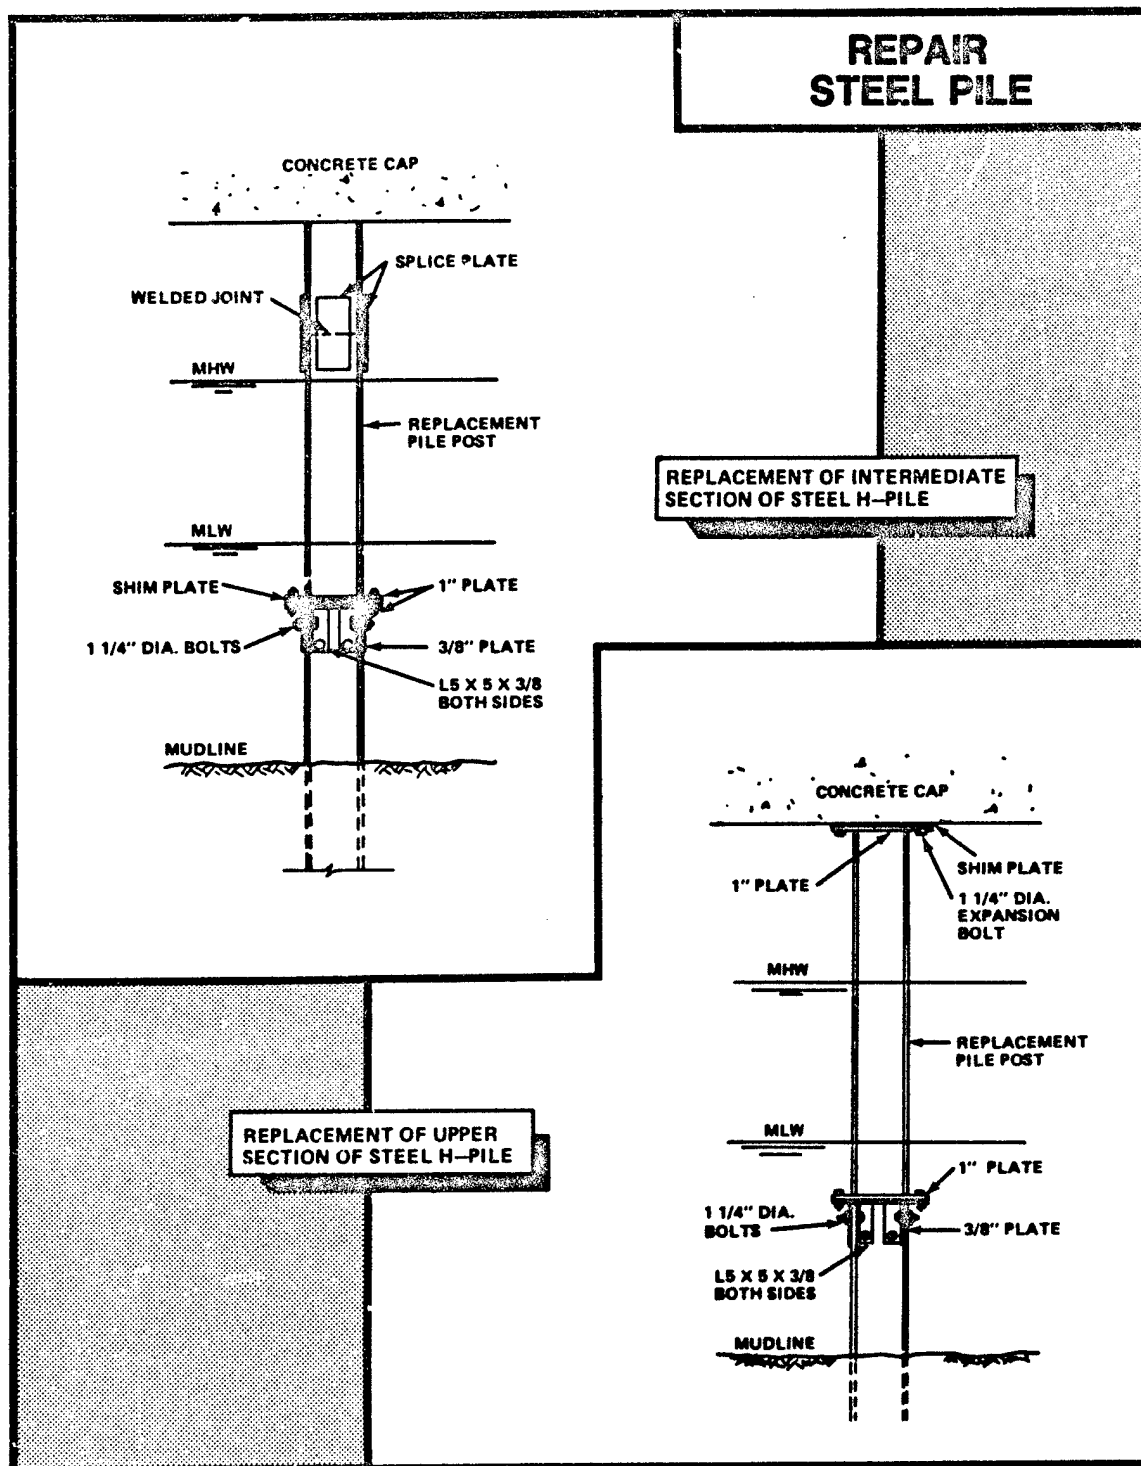 REPAIR
STEEL PILE
CONCRETE CAP
SPLICE PLATE
WELDED JOINT
MHW
REPLACEMENT
PILE POST
REPLACEMENT OF INTERMEDIATE
SECTION OF STEEL H-PILE
MLW
SHIM PLATE
1" PLATE
1 1/4" DIA. BOLTS
3/8" PLATE
L5 X 5 X 3/8
BOTH SIDES
MUDLINE
CONCRETE CAP
SHIM PLATE
1" PLATE
1 1/4" DIA.
EXPANSION
BOLT
MHW
REPLACEMENT
PILE POST
MLW
REPLACEMENT OF UPPER
SECTION OF STEEL H-PILE
1" PLATE
1 1/4" DIA.
BOLTS
3/8" PLATE
L5 X 5 X 3/8
BOTH SIDES
MUDLINE